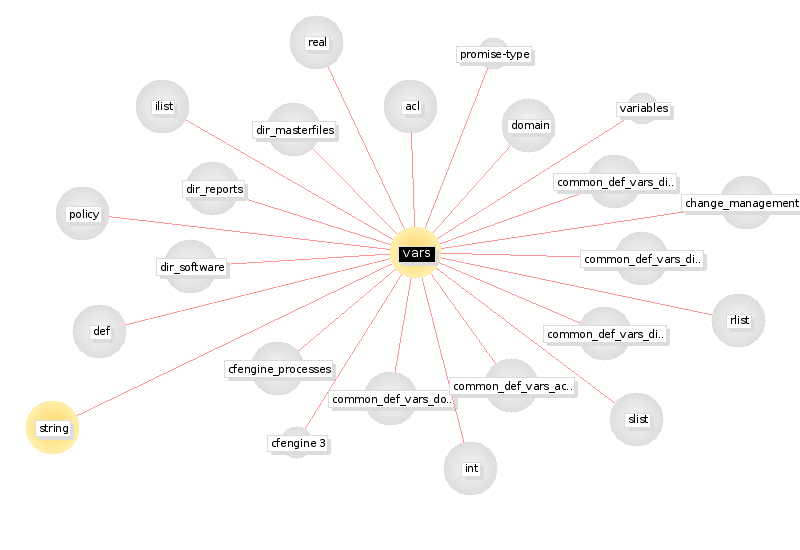 real
promise-type
ilist
acl
variables
dir_masterfiles
domain
common_def_vars_di..
dir_reports
change_management
policy
vars
common_def_vars_di..
dir_software
rlist
def
common_def_vars_di..
cfengine_processes
common_def_vars_ac..
common_def_vars_do..
slist
string
cfengine 3
int